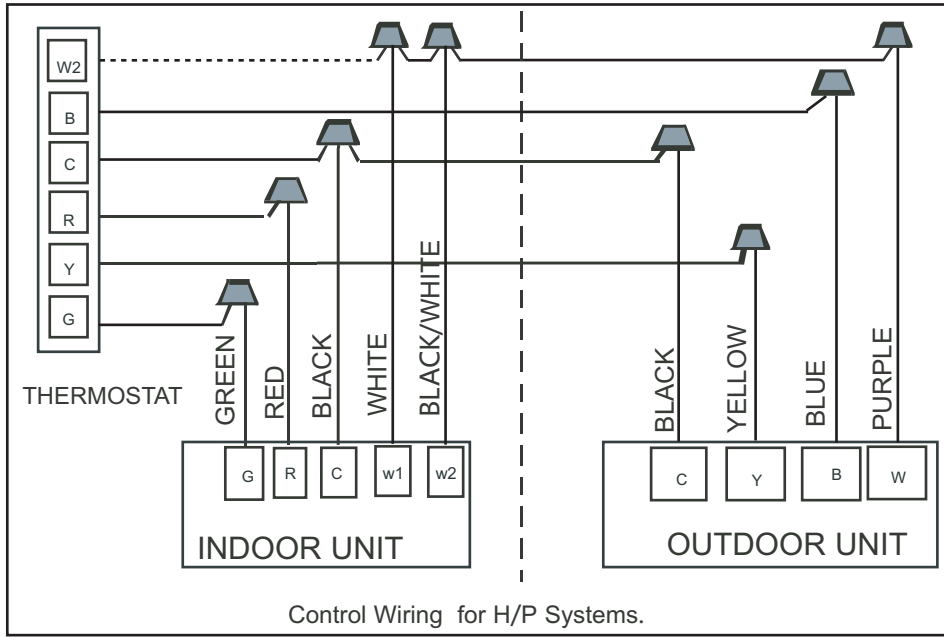 W2
B
C
R
Y
G
THERMOSTAT
GREEN
RED
BLACK
WHITE
BLACK/WHITE
BLACK
YELLOW
BLUE
PURPLE
G R C w1 w2
INDOOR UNIT
C Y B W
OUTDOOR UNIT
Control Wiring for H/P Systems.